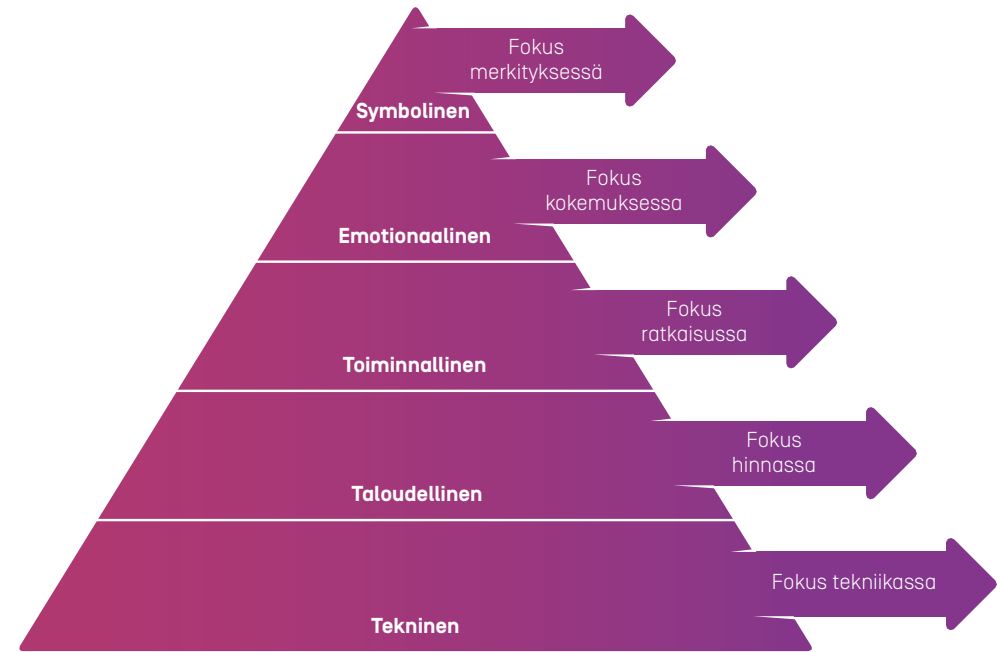 Fokus
merkityksessä
Symbolinen
Fokus
kokemuksessa
Emotionaalinen
Fokus
ratkaisussa
Toiminnallinen
Fokus
hinnassa
Taloudellinen
Fokus tekniikassa
Tekninen